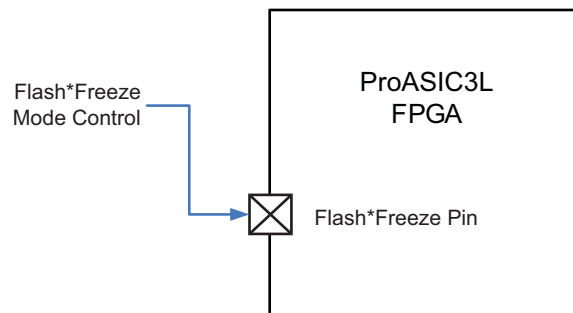 ProASIC3L
FPGA
Flash*Freeze
Mode Control
Flash*Freeze Pin